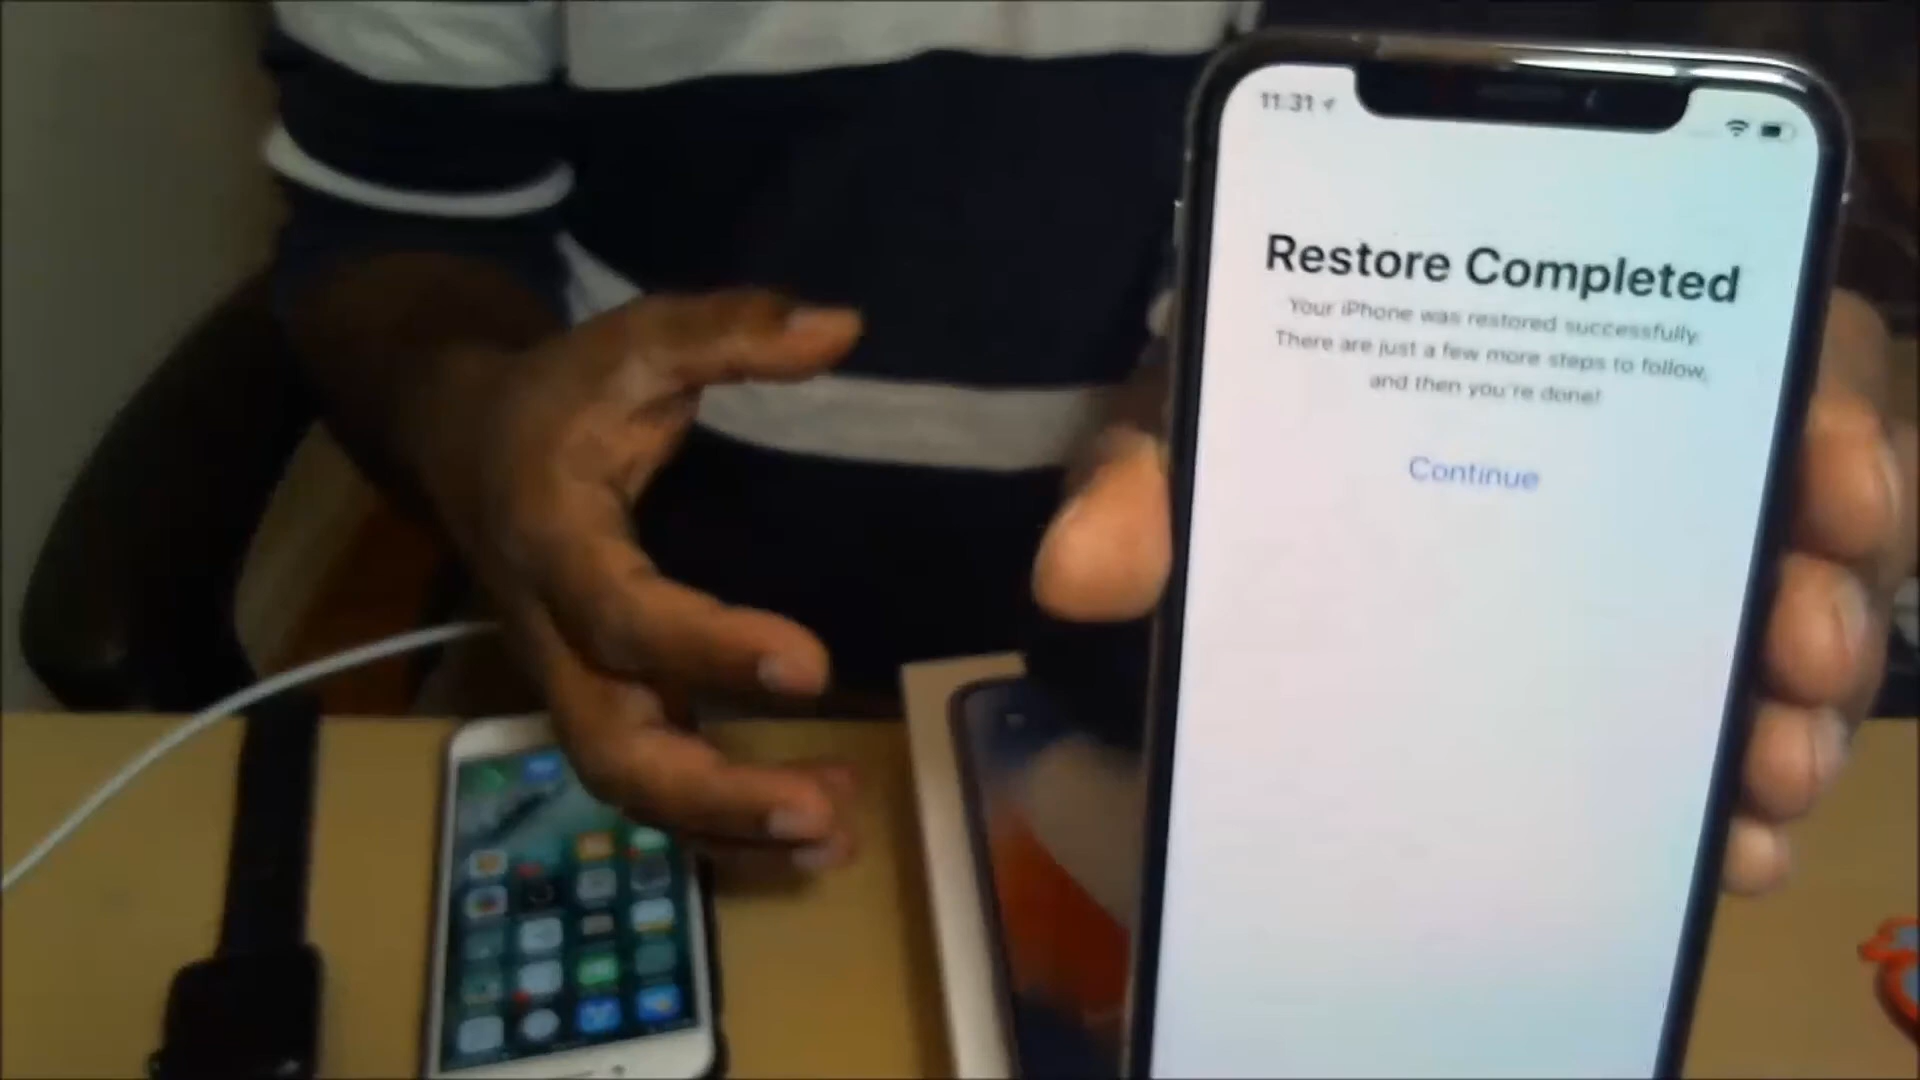 11:31
Restore Completed
Your iPhone was restored successfully.
There are just a few more steps to follow,
and then you're done!
Continue